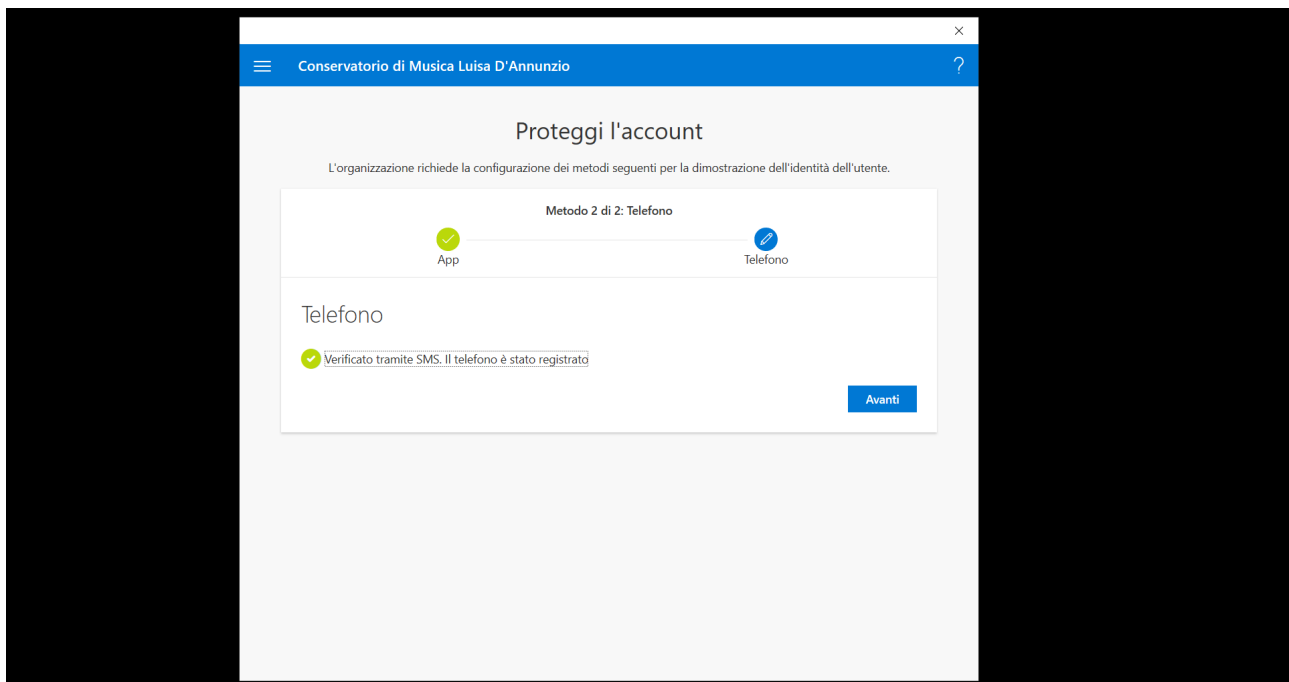 Conservatorio di Musica Luisa D'Annunzio
?
Proteggi l'account
L'organizzazione richiede la configurazione dei metodi seguenti per la dimostrazione dell'identità dell'utente.
Metodo 2 di 2: Telefono
App
Telefono
Telefono
Verificato tramite SMS. Il telefono è stato registrato
Avanti